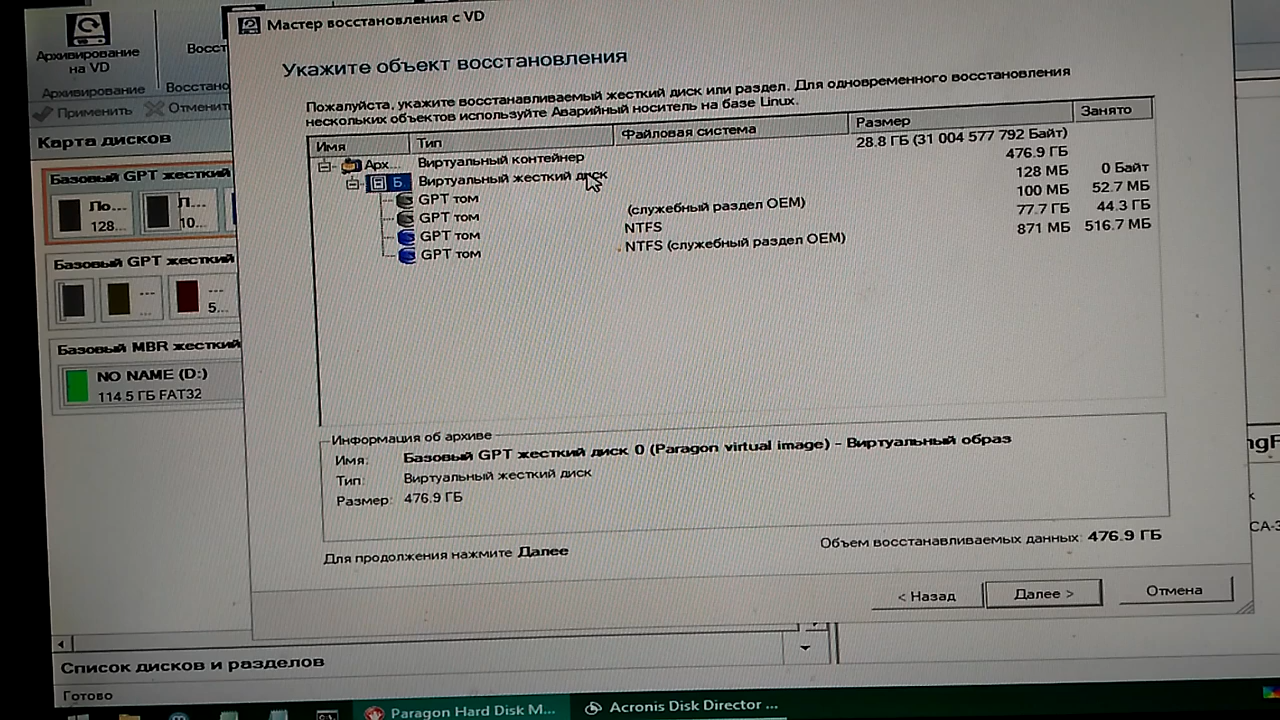 Мастер восстановления с VD
Архивирование
на VD
Архивирование
Применить
Отменить
Карта дисков
Базовый GPT жесткий
128...
10...
Базовый GPT жесткий
---
...
---
5...
Базовый MBR жесткий
NO NAME (D:)
114.5 ГБ FAT32
Укажите объект восстановления
Пожалуйста, укажите восстанавливаемый жесткий диск или раздел. Для одновременного восстановления
нескольких объектов используйте Аварийный носитель на базе Linux.
Имя Тип Файловая система Размер Занято
Арх... Виртуальный контейнер 28.8 ГБ (31 004 577 792 Байт)
Б. Виртуальный жесткий диск 476.9 ГБ
GPT том 128 МБ 0 Байт
GPT том (служебный раздел OEM) 100 МБ 52.7 МБ
GPT том NTFS 77.7 ГБ 44.3 ГБ
GPT том NTFS (служебный раздел OEM) 871 МБ 516.7 МБ
Информация об архиве
Имя: Базовый GPT жесткий диск 0 (Paragon virtual image) - Виртуальный образ
Тип: Виртуальный жесткий диск
Размер: 476.9 ГБ
Для продолжения нажмите Далее
Объем восстанавливаемых данных: 476.9 ГБ
< Назад
Далее >
Отмена
Список дисков и разделов
Готово
Paragon Hard Disk M...
Acronis Disk Director ...